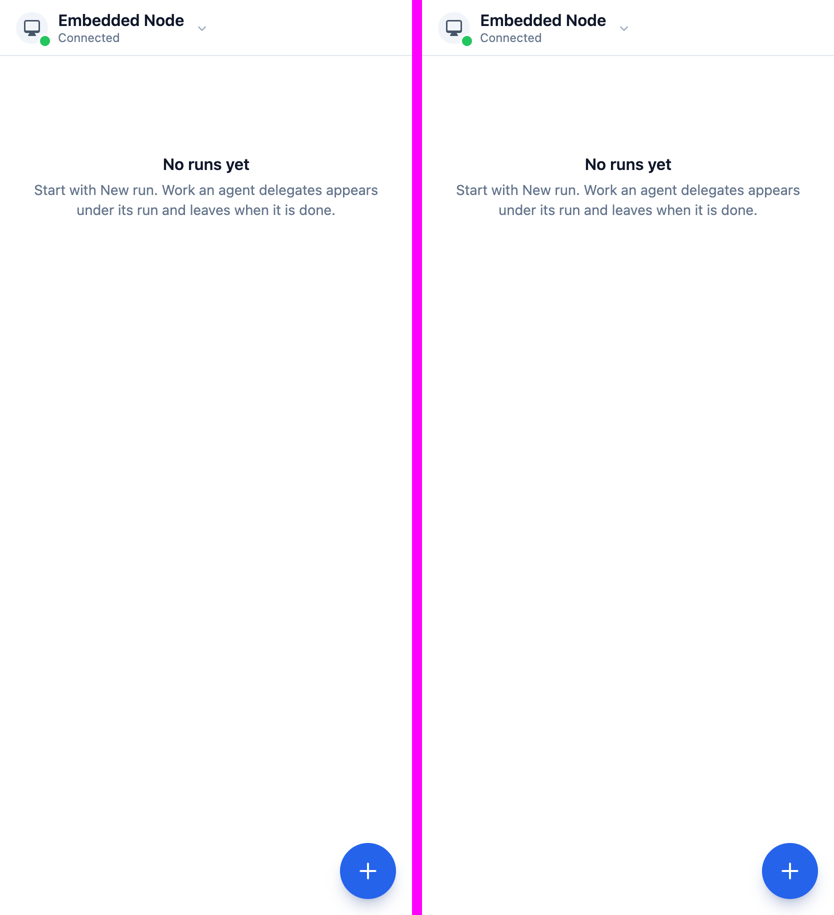 Embedded Node
Connected
No runs yet
Start with New run. Work an agent delegates appears
under its run and leaves when it is done.
Embedded Node
Connected
No runs yet
Start with New run. Work an agent delegates appears
under its run and leaves when it is done.